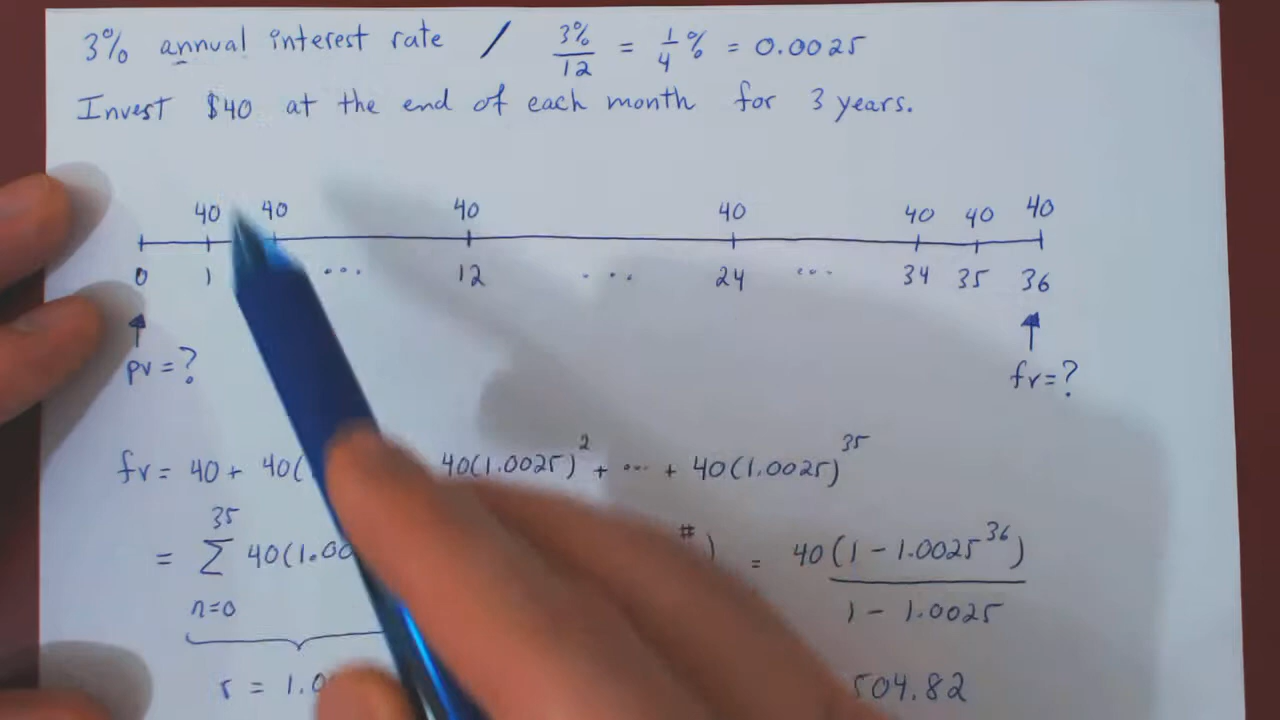 3% annual interest rate / 3%/12 = 1/4 % = 0.0025
Invest $40 at the end of each month for 3 years.
40 40 40 40 40 40 40
0 1 ... 12 ... 24 ... 34 35 36
pv=? fv=?
fv = 40 + 40( 40(1.0025)^2 + ... + 40(1.0025)^35
= 35 Σ n=0 40(1.00 #) = 40(1 - 1.0025^36) / 1 - 1.0025
r = 1.0 504.82